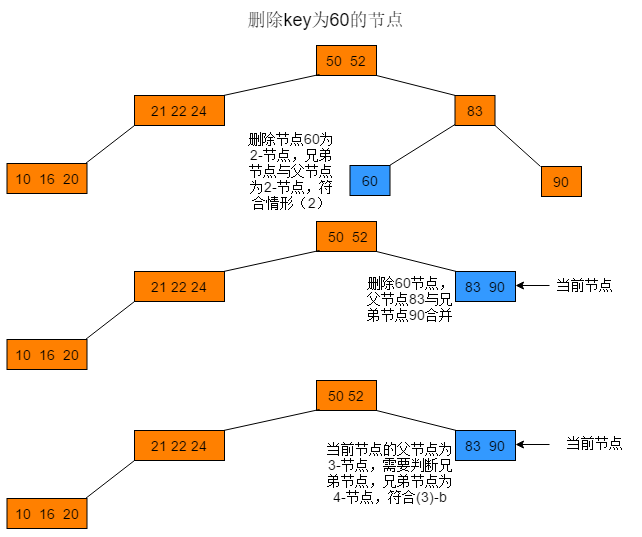 删除key为60的节点
50 52
21 22 24
83
删除节点60为
2-节点，兄弟
节点与父节点
为2-节点，符
合情形（2）
10 16 20
60
90
50 52
21 22 24
删除60节点，
父节点83与兄
弟节点90合并
83 90
当前节点
10 16 20
50 52
21 22 24
83 90
当前节点
当前节点的父节点为
3-节点，需要判断兄
弟节点，兄弟节点为
4-节点，符合(3)-b
10 16 20